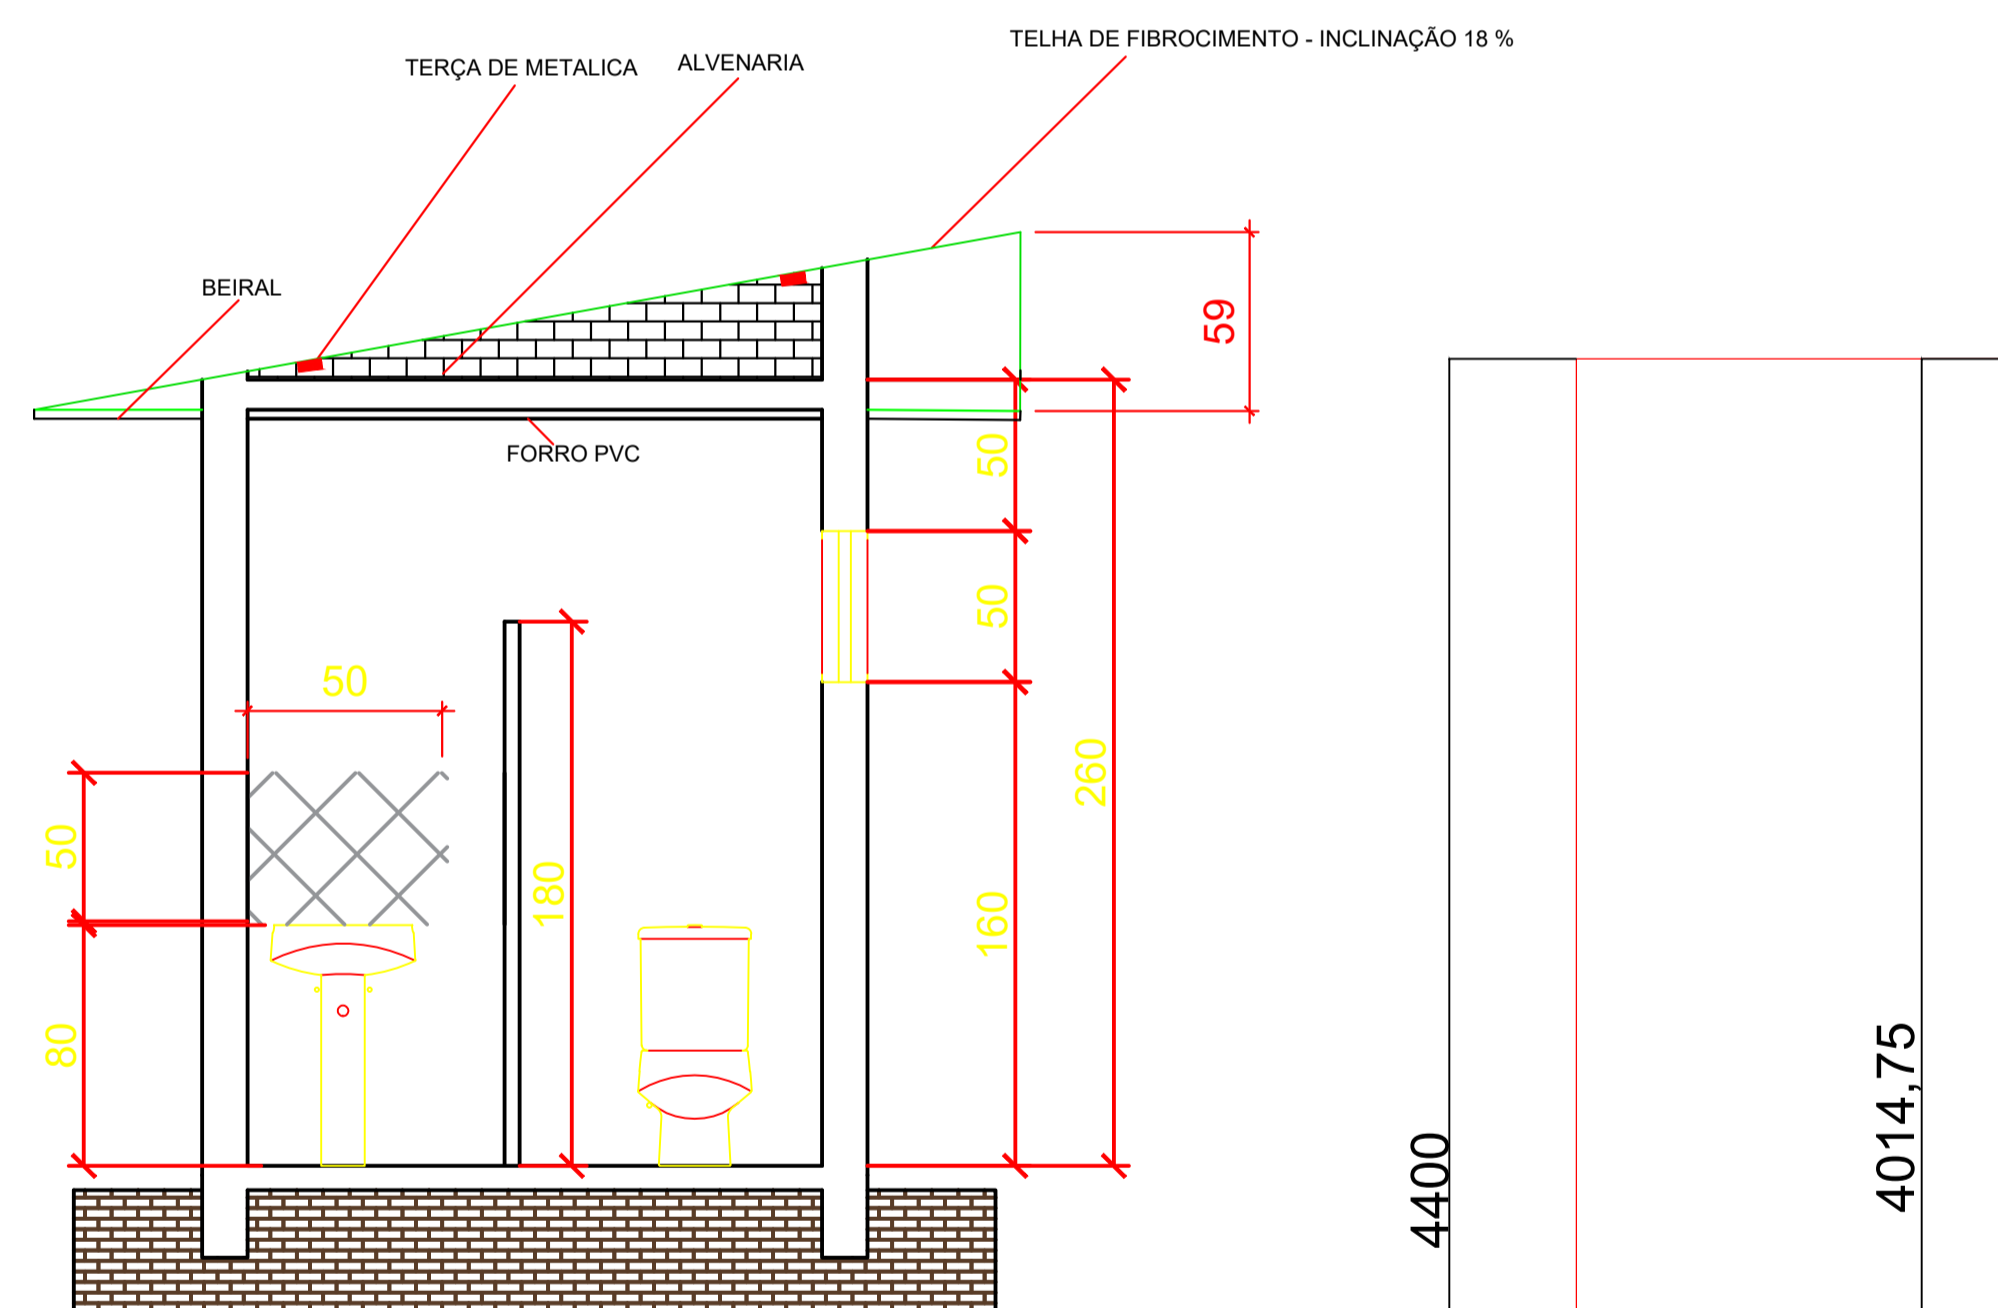 TELHA DE FIBROCIMENTO - INCLINAÇÃO 18 %
TERÇA DE METALICA
ALVENARIA
BEIRAL
59
FORRO PVC
50
50
50
260
50
180
160
80
4014,75
4400